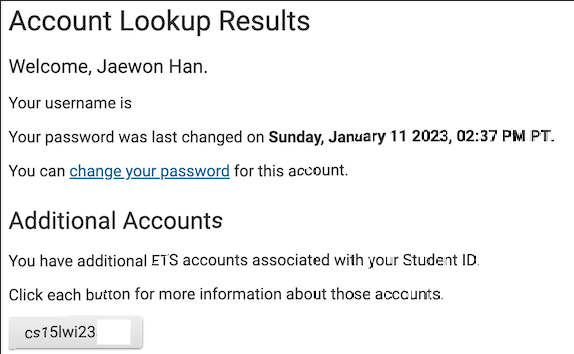 Account Lookup Results
Welcome, Jaewon Han.
Your username is
Your password was last changed on Sunday, January 11 2023, 02:37 PM PT.
You can change your password for this account.
Additional Accounts
You have additional ETS accounts associated with your Student ID.
Click each button for more information about those accounts.
cs15lwi23